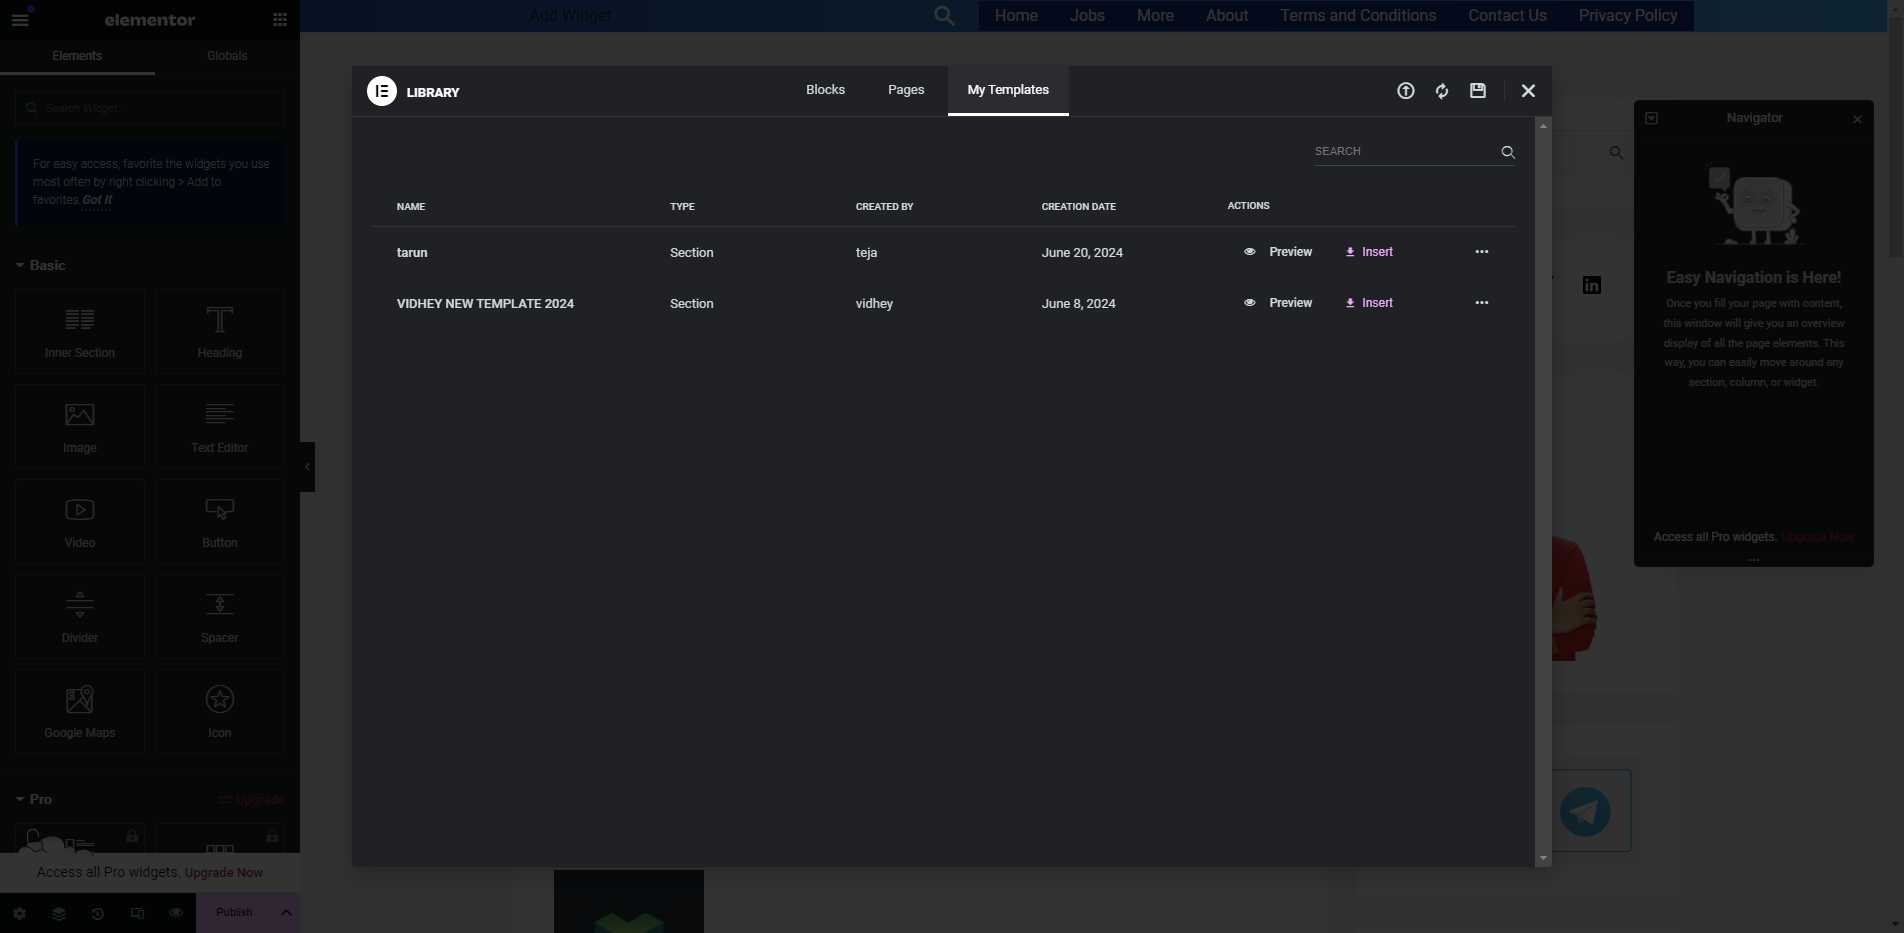 elementor
Elements Globals
Search Widget...
For easy access, favorite the widgets you use
most often by right clicking > Add to
favorites. Got It
Basic
Inner Section Heading
Image Text Editor
Video Button
Divider Spacer
Google Maps Icon
Pro Upgrade
Access all Pro widgets. Upgrade Now
Publish
Add Widget
Home Jobs More About Terms and Conditions Contact Us Privacy Policy
LIBRARY
Blocks Pages My Templates
SEARCH
NAME TYPE CREATED BY CREATION DATE ACTIONS
tarun Section teja June 20, 2024 Preview Insert
VIDHEY NEW TEMPLATE 2024 Section vidhey June 8, 2024 Preview Insert
Navigator
Easy Navigation is Here!
Once you fill your page with content,
this window will give you an overview
display of all the page elements. This
way, you can easily move around any
section, column, or widget.
Access all Pro widgets. Upgrade Now